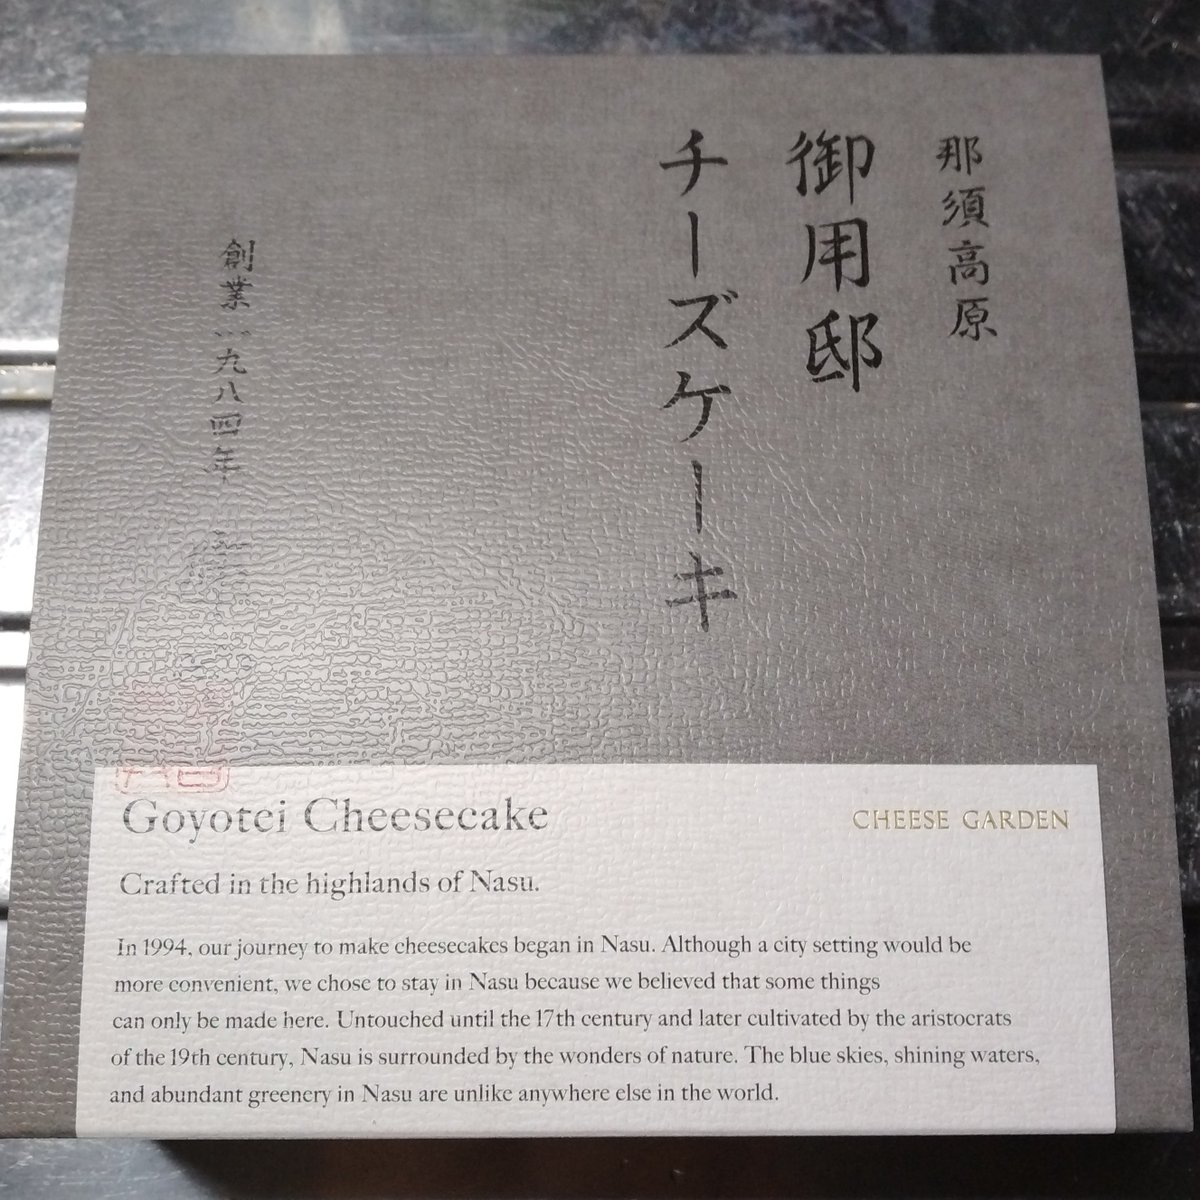 那須高原
御用邸
チーズケーキ
創業一九八四年
Goyotei Cheesecake
CHEESE GARDEN
Crafted in the highlands of Nasu.
In 1994, our journey to make cheesecakes began in Nasu. Although a city setting would be
more convenient, we chose to stay in Nasu because we believed that some things
can only be made here. Untouched until the 17th century and later cultivated by the aristocrats
of the 19th century, Nasu is surrounded by the wonders of nature. The blue skies, shining waters,
and abundant greenery in Nasu are unlike anywhere else in the world.